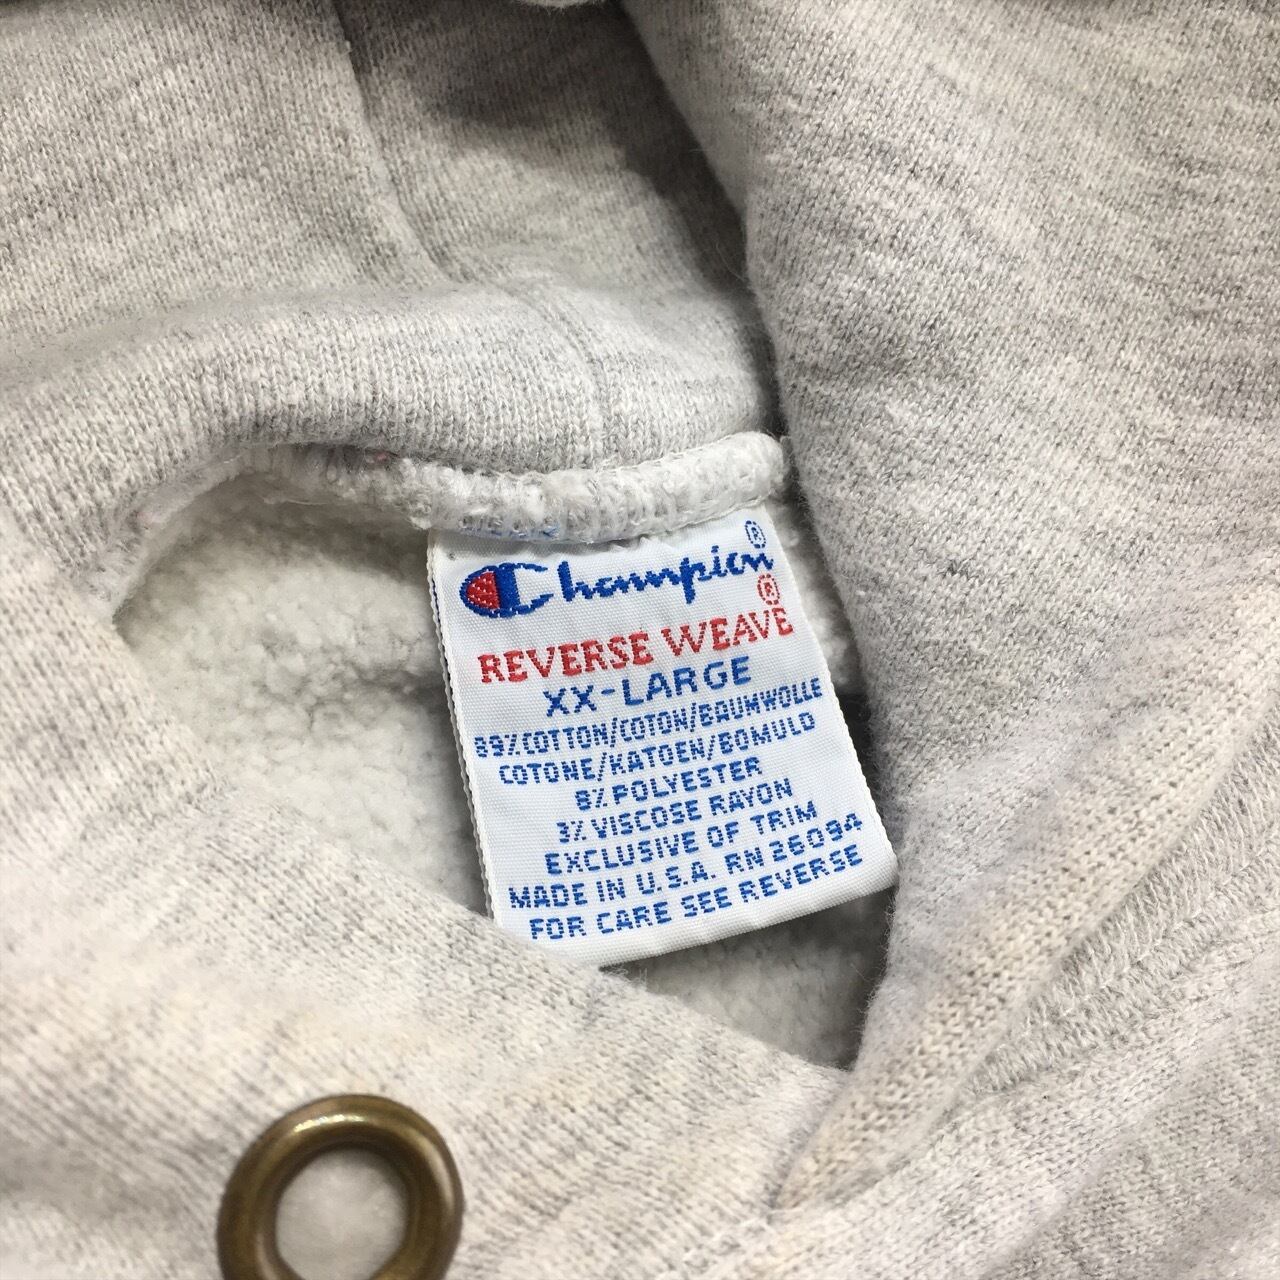 Champion®
REVERSE WEAVE®
XX-LARGE
89% COTTON/COTON/BAUMWOLLE
COTONE/KATOEN/BOMULD
8% POLYESTER
3% VISCOSE RAYON
EXCLUSIVE OF TRIM
MADE IN U.S.A. RN 26094
FOR CARE SEE REVERSE